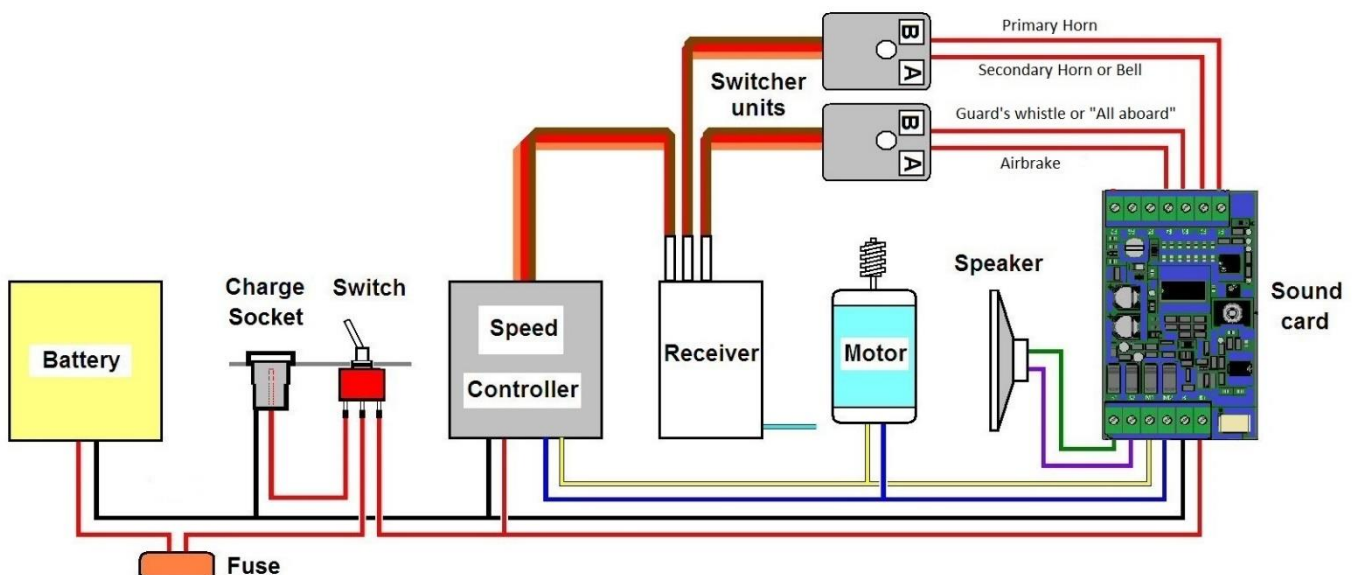 Primary Horn
B
A
Secondary Horn or Bell
Switcher
units
Guard's whistle or "All aboard"
B
A
Airbrake
Charge
Socket
Switch
Speaker
Sound
card
Battery
Speed
Controller
Receiver
Motor
Fuse